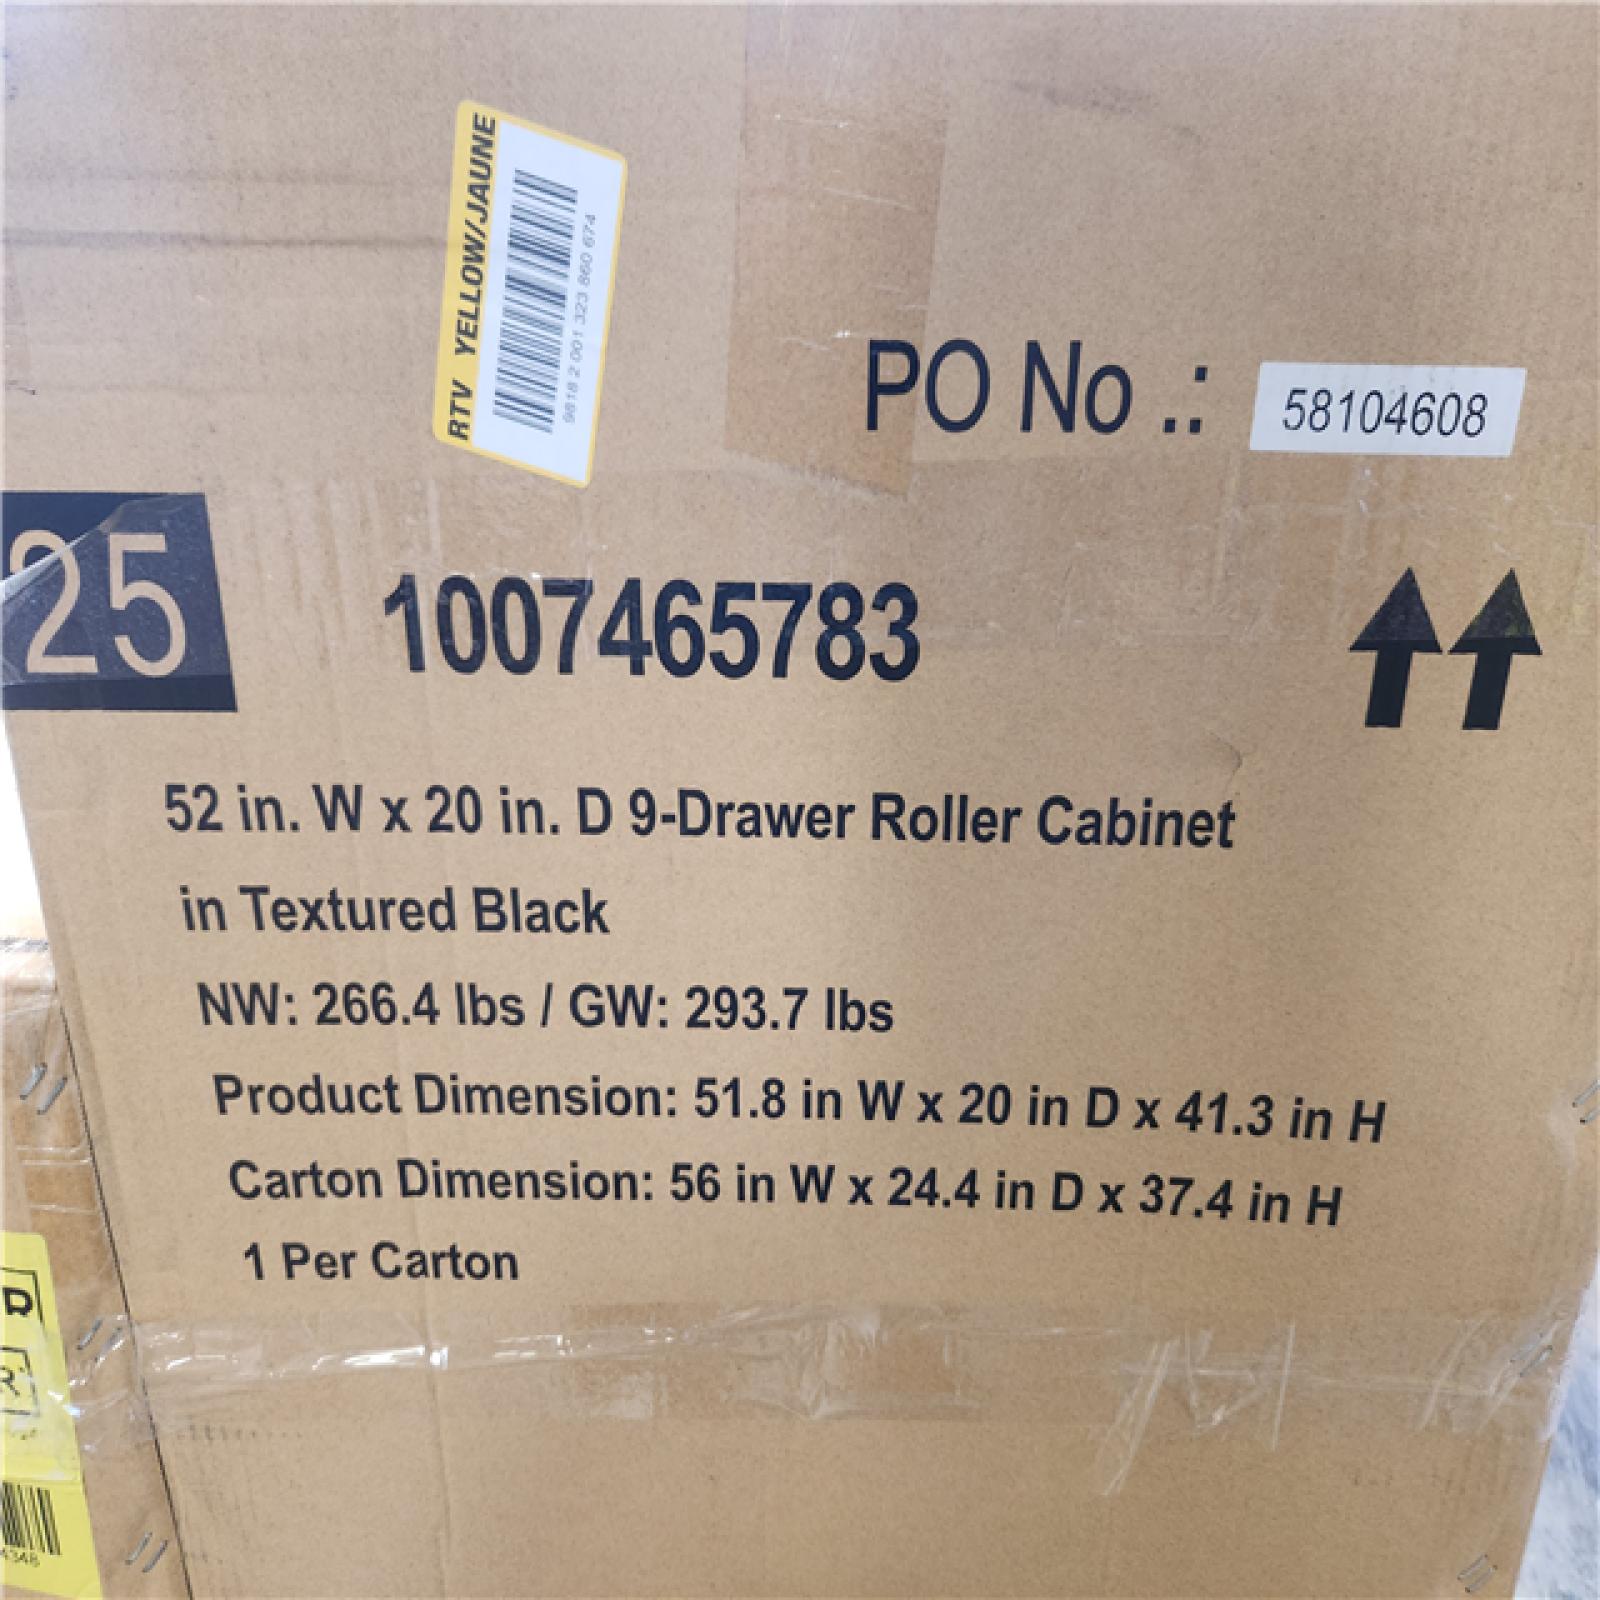 RTV YELLOW/JAUNE
9818 2 001 323 860 674
PO No .: 58104608
25
1007465783
52 in. W x 20 in. D 9-Drawer Roller Cabinet
in Textured Black
NW: 266.4 lbs / GW: 293.7 lbs
Product Dimension: 51.8 in W x 20 in D x 41.3 in H
Carton Dimension: 56 in W x 24.4 in D x 37.4 in H
1 Per Carton
4348